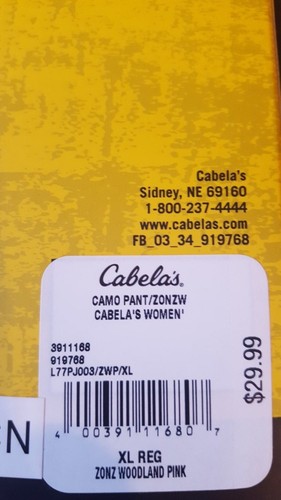 Cabela's
Sidney, NE 69160
1-800-237-4444
www.cabelas.com
FB_03_34_919768
Cabela's
CAMO PANT/ZONZW
CABELA'S WOMEN'
3911168
919768
L77PJ003/ZWP/XL
$29.99
4 00391 11680 7
XL REG
ZONZ WOODLAND PINK